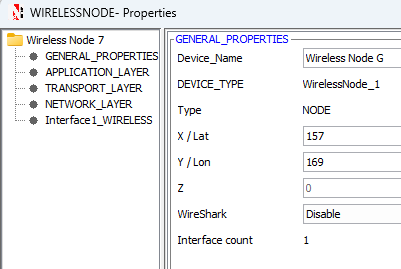 WIRELESSNODE- Properties
Wireless Node 7
GENERAL_PROPERTIES
APPLICATION_LAYER
TRANSPORT_LAYER
NETWORK_LAYER
Interface1_WIRELESS
GENERAL_PROPERTIES
Device_Name Wireless Node G
DEVICE_TYPE WirelessNode_1
Type NODE
X / Lat 157
Y / Lon 169
Z 0
WireShark Disable
Interface count 1